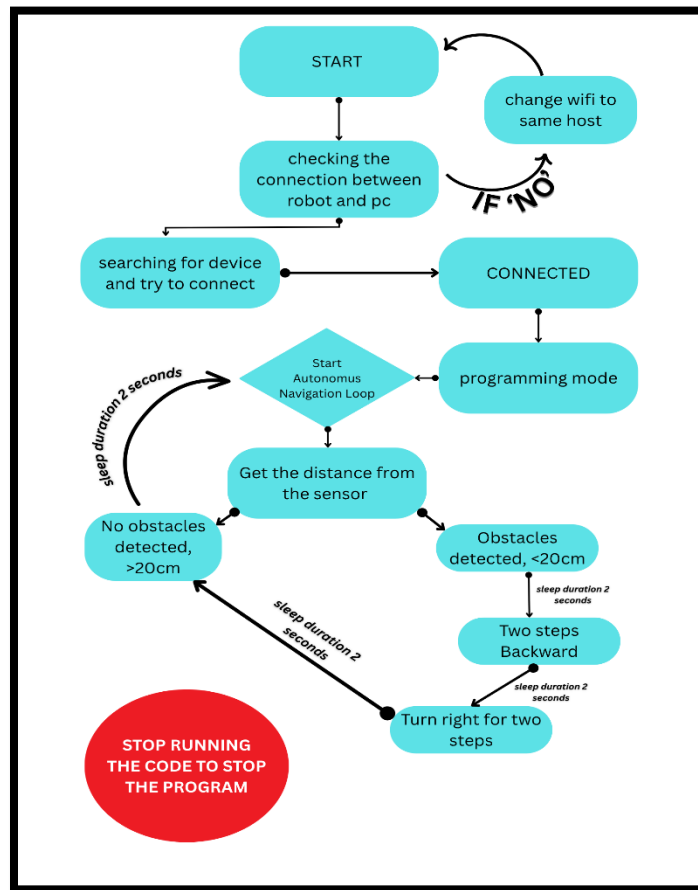 START
change wifi to
same host
checking the
connection between
robot and pc
IF ‘NO’
searching for device
and try to connect
CONNECTED
sleep duration 2 seconds
Start
Autonomus
Navigation Loop
programming mode
Get the distance from
the sensor
No obstacles
detected,
>20cm
Obstacles
detected, <20cm
sleep duration 2
seconds
sleep duration 2
seconds
Two steps
Backward
sleep duration 2
seconds
Turn right for two
steps
STOP RUNNING
THE CODE TO STOP
THE PROGRAM